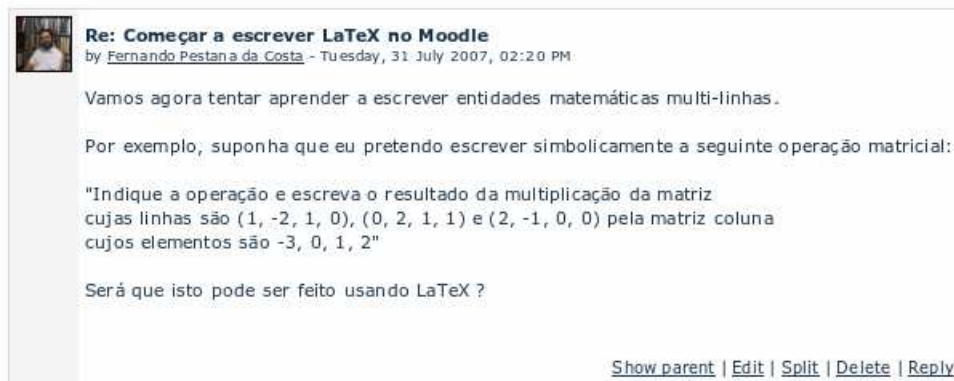 Re: Começar a escrever LaTeX no Moodle
by Fernando Pestana da Costa - Tuesday, 31 July 2007, 02:20 PM
Vamos agora tentar aprender a escrever entidades matemáticas multi-linhas.
Por exemplo, suponha que eu pretendo escrever simbolicamente a seguinte operação matricial:
"Indique a operação e escreva o resultado da multiplicação da matriz
cujas linhas são (1, -2, 1, 0), (0, 2, 1, 1) e (2, -1, 0, 0) pela matriz coluna
cujos elementos são -3, 0, 1, 2"
Será que isto pode ser feito usando LaTeX ?
Show parent | Edit | Split | Delete | Reply